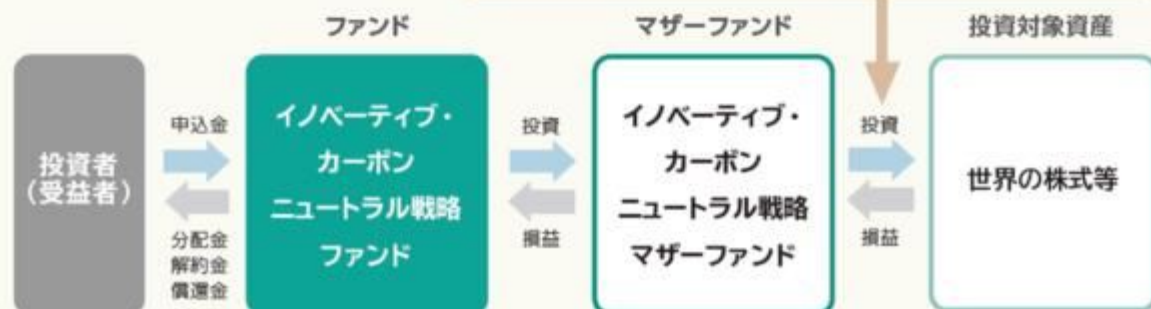 ファンド
マザーファンド
投資対象資産
投資者
（受益者）
申込金
分配金
解約金
償還金
イノベーティブ・
カーボン
ニュートラル戦略
ファンド
投資
損益
イノベーティブ・
カーボン
ニュートラル戦略
マザーファンド
投資
損益
世界の株式等